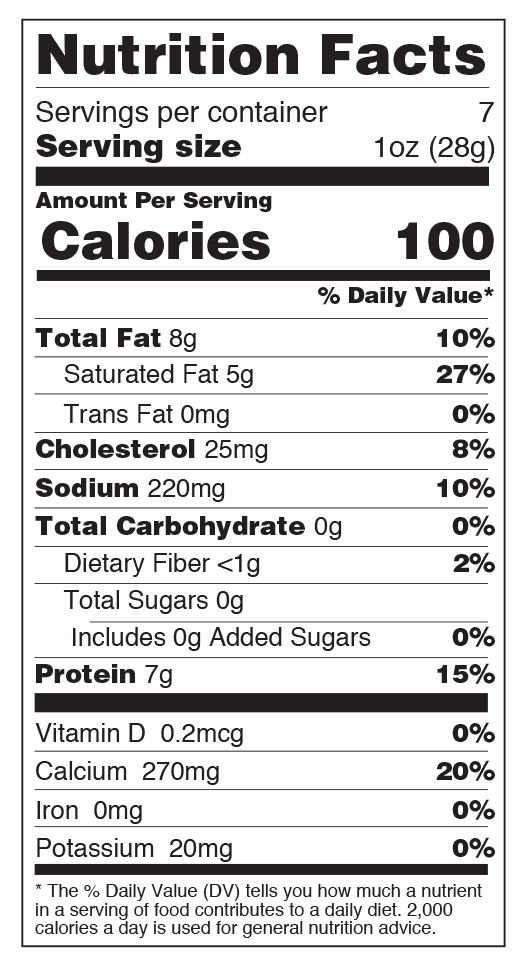 Nutrition Facts
Servings per container 7
Serving size 1oz (28g)
Amount Per Serving
Calories 100
% Daily Value*
Total Fat 8g 10%
Saturated Fat 5g 27%
Trans Fat 0mg 0%
Cholesterol 25mg 8%
Sodium 220mg 10%
Total Carbohydrate 0g 0%
Dietary Fiber <1g 2%
Total Sugars 0g
Includes 0g Added Sugars 0%
Protein 7g 15%
Vitamin D 0.2mcg 0%
Calcium 270mg 20%
Iron 0mg 0%
Potassium 20mg 0%
* The % Daily Value (DV) tells you how much a nutrient
in a serving of food contributes to a daily diet. 2,000
calories a day is used for general nutrition advice.